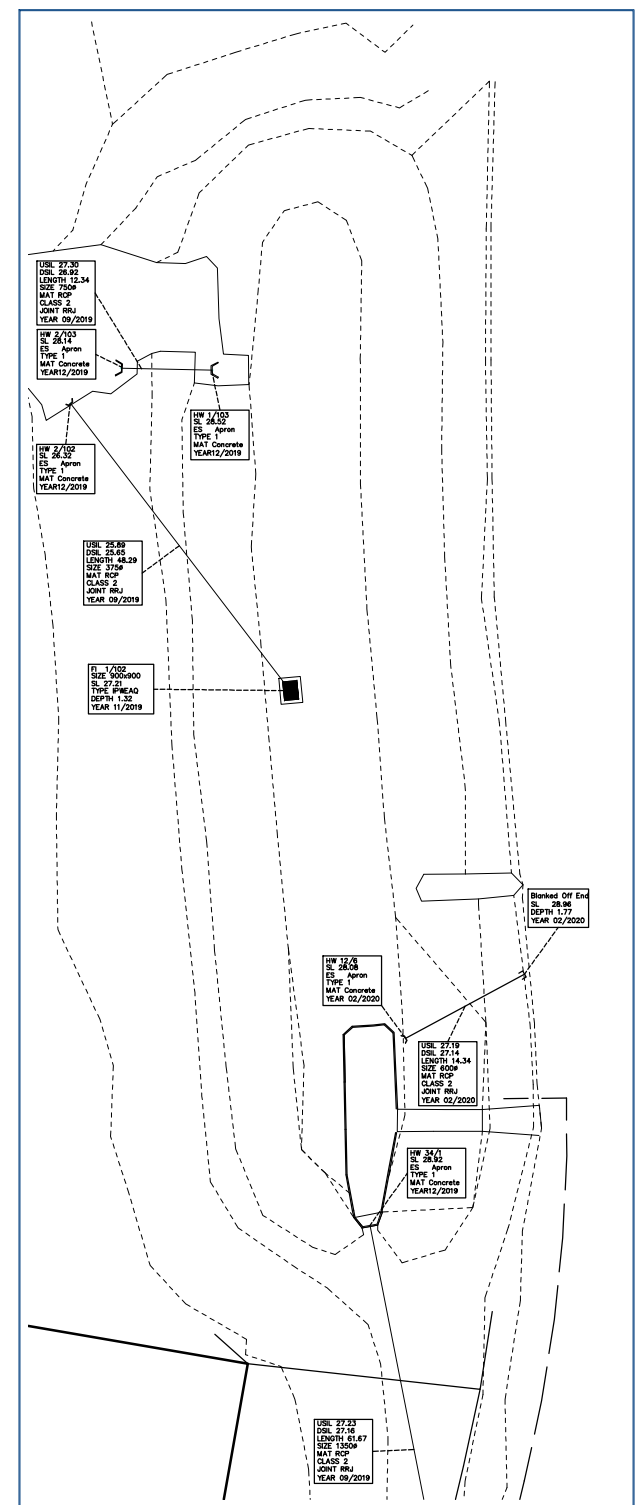 USIL 27.30
DSIL 26.92
LENGTH 12.34
SIZE 750ø
MAT RCP
CLASS 2
JOINT RRJ
YEAR 09/2019
HW 2/103
SL 28.14
ES Apron
TYPE 1
MAT Concrete
YEAR12/2019
HW 1/103
SL 28.52
ES Apron
TYPE 1
MAT Concrete
YEAR12/2019
HW 2/102
SL 26.32
ES Apron
TYPE 1
MAT Concrete
YEAR12/2019
USIL 25.89
DSIL 25.65
LENGTH 48.29
SIZE 375ø
MAT RCP
CLASS 2
JOINT RRJ
YEAR 09/2019
FI 1/102
SIZE 900x900
SL 27.21
TYPE IPWEAQ
DEPTH 1.32
YEAR 11/2019
Blanked Off End
SL 28.96
DEPTH 1.77
YEAR 02/2020
HW 12/6
SL 28.08
ES Apron
TYPE 1
MAT Concrete
YEAR 02/2020
USIL 27.19
DSIL 27.14
LENGTH 14.34
SIZE 600ø
MAT RCP
CLASS 2
JOINT RRJ
YEAR 02/2020
HW 34/1
SL 28.92
ES Apron
TYPE 1
MAT Concrete
YEAR12/2019
USIL 27.23
DSIL 27.16
LENGTH 61.67
SIZE 1350ø
MAT RCP
CLASS 2
JOINT RRJ
YEAR 09/2019